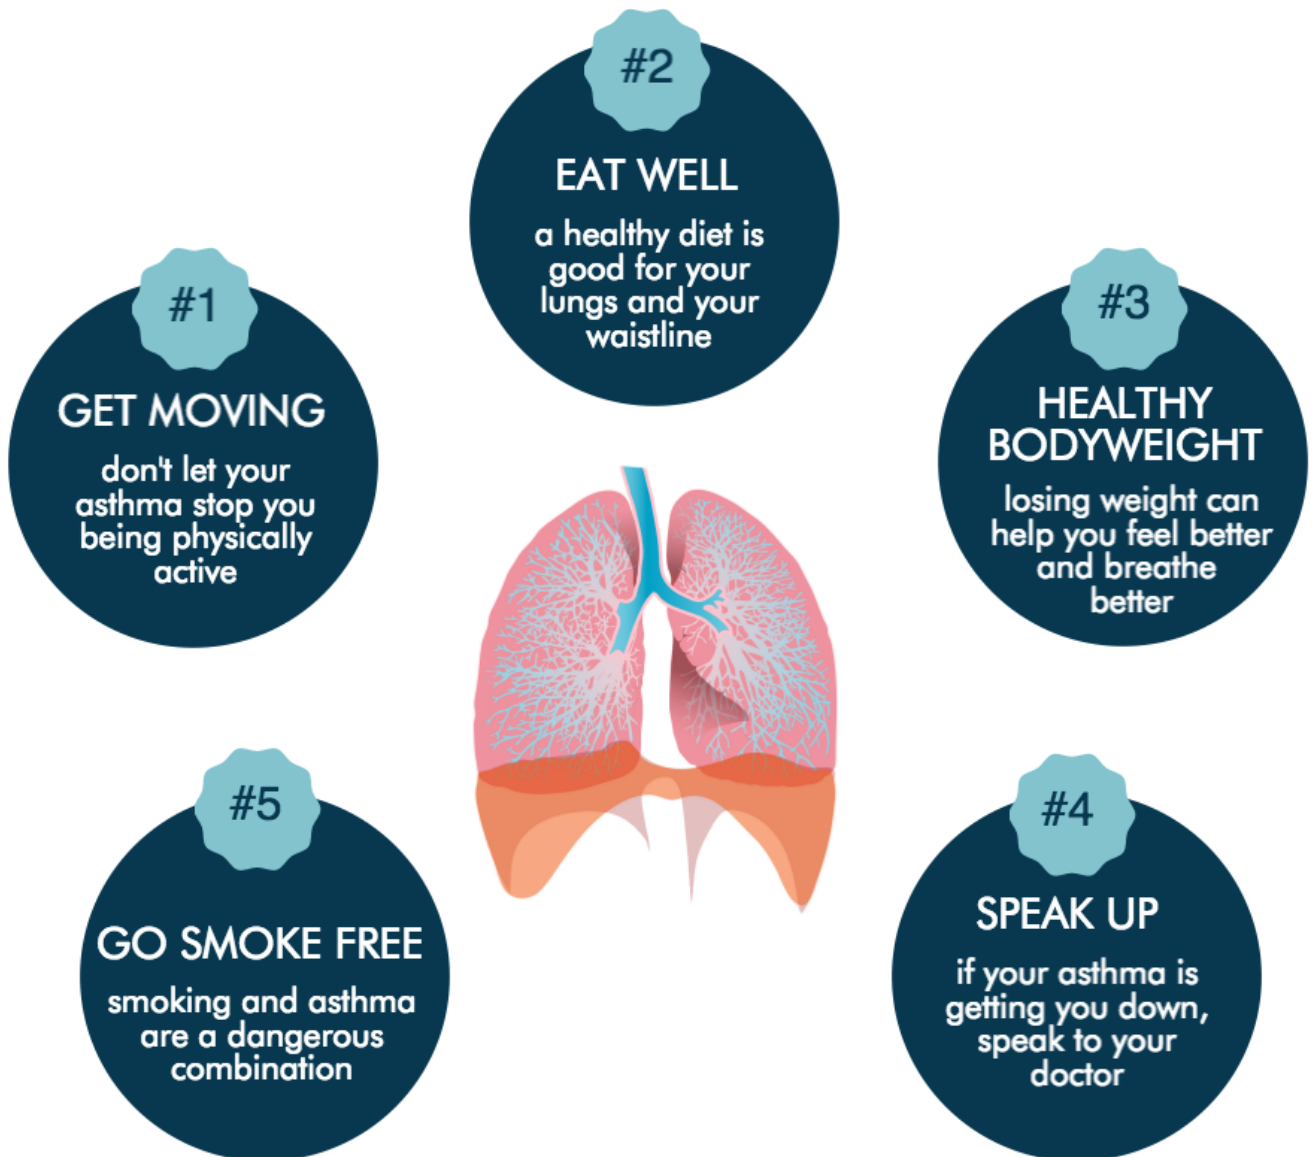 #1
GET MOVING
don't let your
asthma stop you
being physically
active
#2
EAT WELL
a healthy diet is
good for your
lungs and your
waistline
#3
HEALTHY
BODYWEIGHT
losing weight can
help you feel better
and breathe
better
#4
SPEAK UP
if your asthma is
getting you down,
speak to your
doctor
#5
GO SMOKE FREE
smoking and asthma
are a dangerous
combination